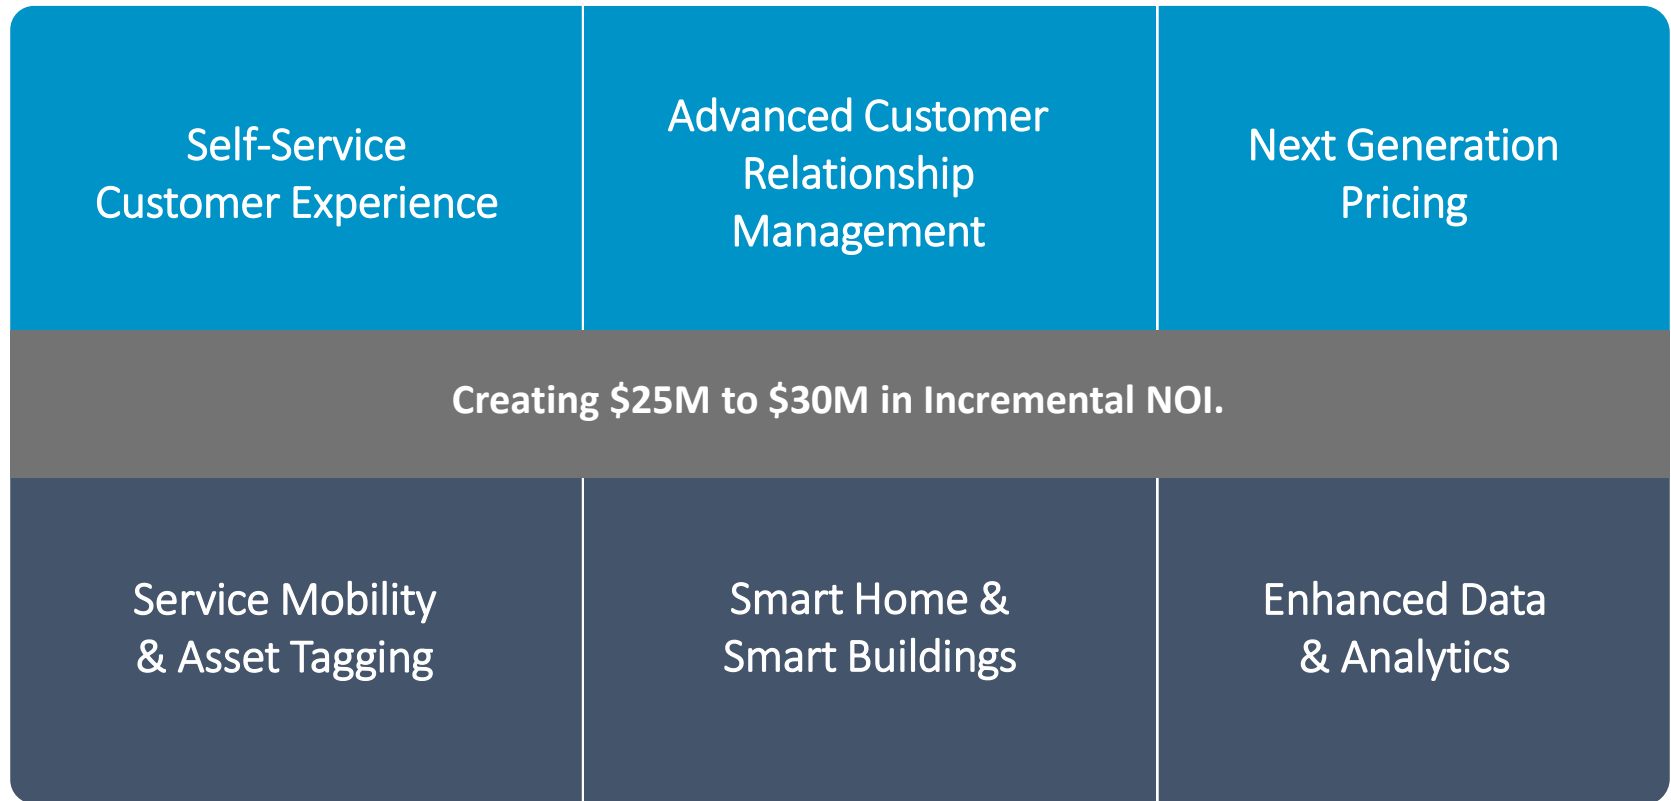 Self-Service
Customer Experience
Advanced Customer
Relationship
Management
Next Generation
Pricing
Creating $25M to $30M in Incremental NOI.
Service Mobility
& Asset Tagging
Smart Home &
Smart Buildings
Enhanced Data
& Analytics